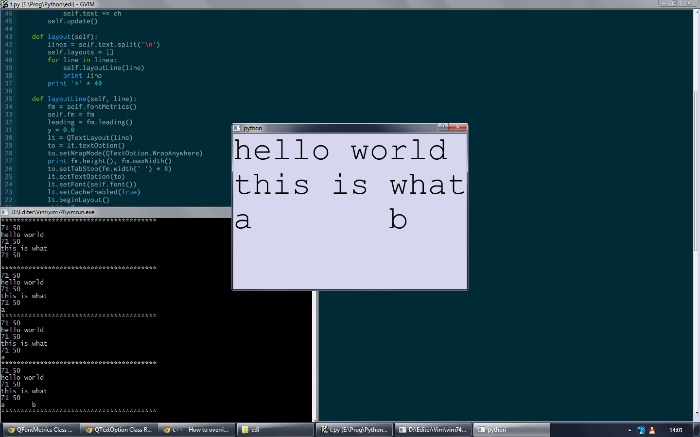 t.py (E:\Prog\Python\edi) - GVIM
46 self.text += ch
45 self.update()
43 def layout(self):
42 lines = self.text.split('\n')
41 self.layouts = []
40 for line in lines:
39 self.layoutLine(line)
38 print line
37 print '*' * 40
35 def layoutLine(self, line):
34 fm = self.fontMetrics()
33 self.fm = fm
32 leading = fm.leading()
31 y = 0.0
30 lt = QTextLayout(line)
29 to = lt.textOption()
28 to.setWrapMode(QTextOption.WrapAnywhere)
27 print fm.height(), fm.maxWidth()
26 to.setTabStop(fm.width(' ') * 8)
25 lt.setTextOption(to)
24 lt.setFont(self.font())
23 lt.setCacheEnabled(True)
22 lt.beginLayout()
python
hello world
this is what
a b
D:\Editer\Vim\vim74\vimrun.exe
****************************************
71 50
hello world
71 50
this is what
71 50
****************************************
71 50
hello world
71 50
this is what
71 50
a
****************************************
71 50
hello world
71 50
this is what
71 50
a
****************************************
71 50
hello world
71 50
this is what
71 50
a b
****************************************
QFontMetrics Class ...
QTextOption Class R...
c++ - How to overri...
edi
t.py (E:\Prog\Python...
D:\Editer\Vim\vim74...
python
14:01